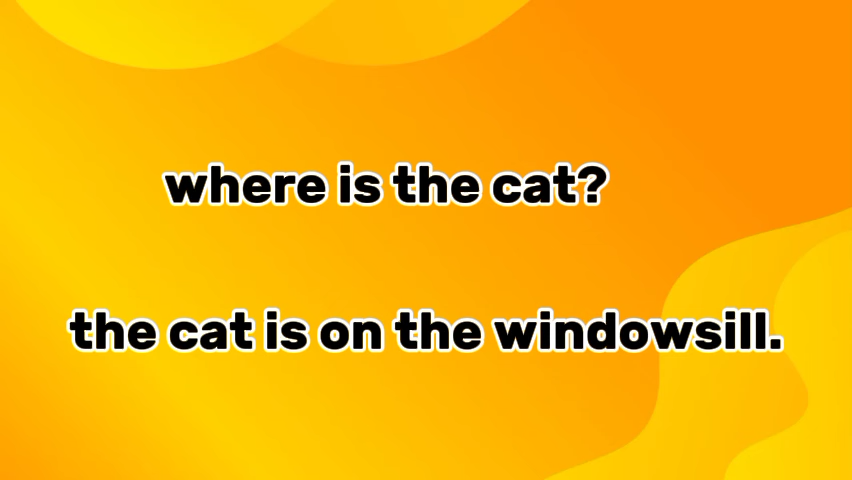 where is the cat?
the cat is on the windowsill.